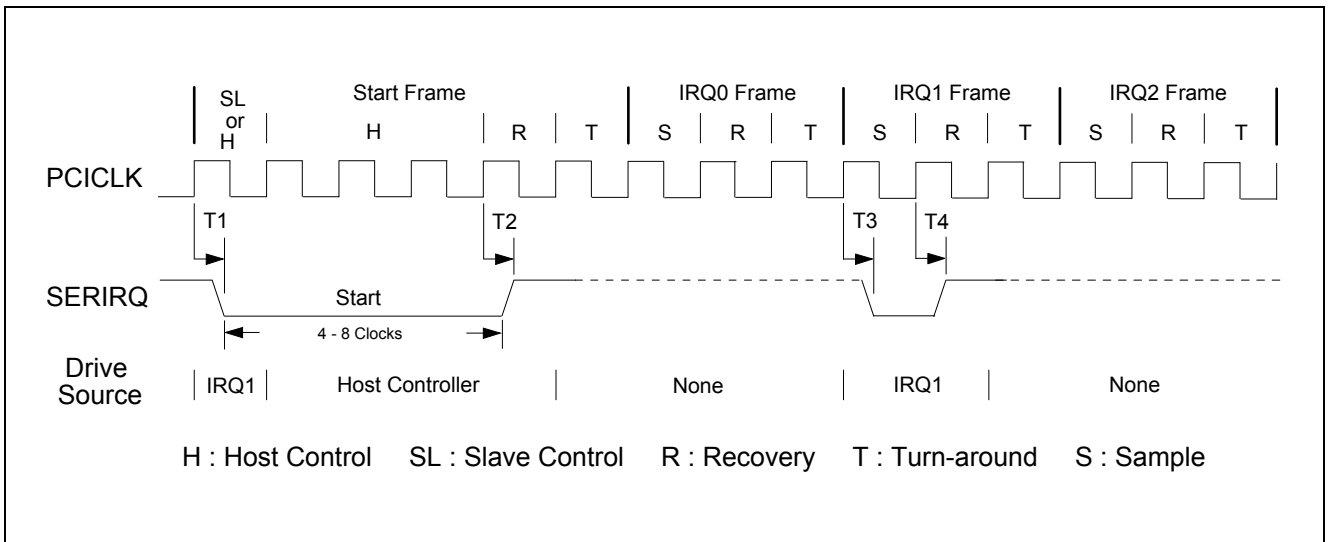 Start Frame IRQ0 Frame IRQ1 Frame IRQ2 Frame
SL
or
H
H R T S R T S R T S R T
PCICLK
T1 T2 T3 T4
SERIRQ
Start
4 - 8 Clocks
Drive
Source
IRQ1 Host Controller None IRQ1 None
H : Host Control SL : Slave Control R : Recovery T : Turn-around S : Sample